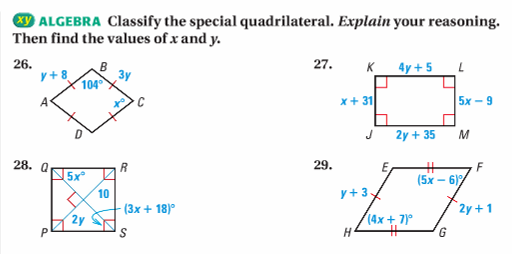 xy ALGEBRA Classify the special quadrilateral. Explain your reasoning.
Then find the values of x and y.
26.
B
y + 8
3y
104°
A
x°
C
D
27.
K
4y + 5
L
x + 31
5x − 9
J
2y + 35
M
28.
Q
R
5x°
10
(3x + 18)°
2y
P
S
29.
E
F
(5x − 6)°
y + 3
2y + 1
(4x + 7)°
H
G